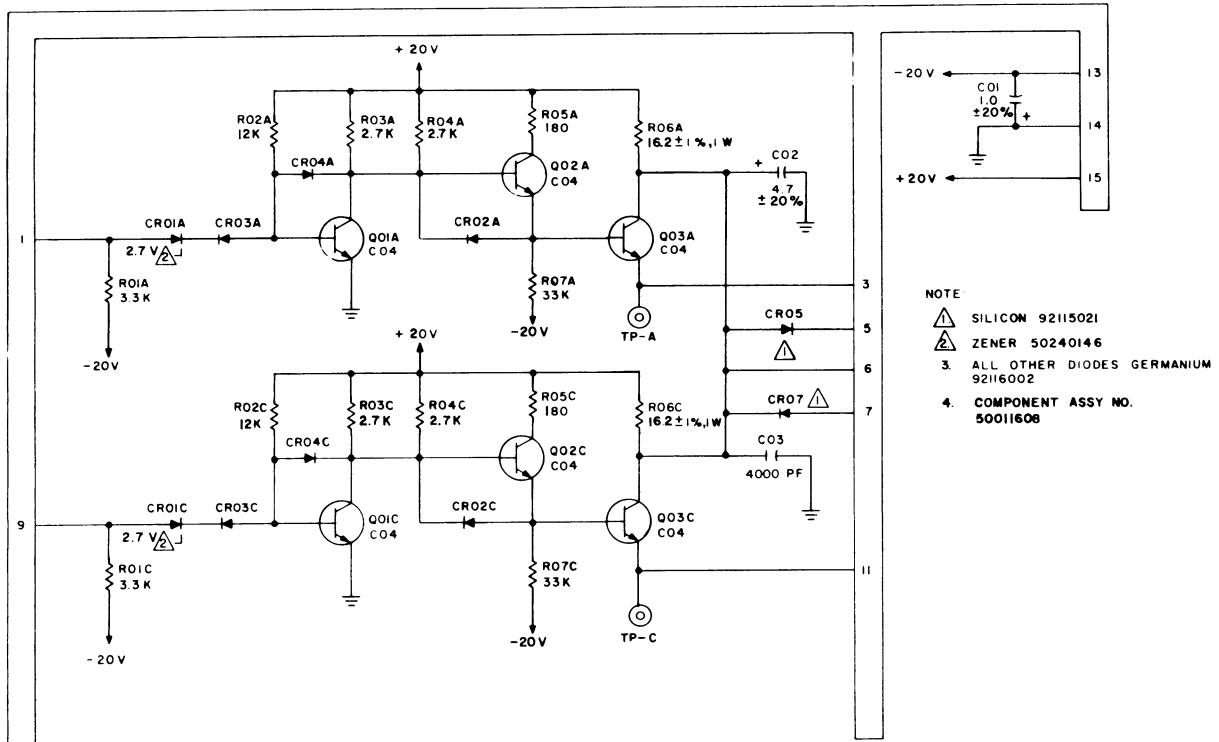 + 20V
R02A
12K
R03A
2.7K
R04A
2.7K
R05A
180
R06A
16.2 ± 1 %, 1 W
CR04A
Q02A
C04
+ C02
4.7
± 20%
CR01A
CR03A
1
2.7 V 2
Q01A
C04
CR02A
Q03A
C04
R01A
3.3K
R07A
33K
3
-20V
TP-A
CR05
5
1
-20V
6
+ 20V
R02C
12K
R03C
2.7K
R04C
2.7K
R05C
180
R06C
16.2 ± 1%, 1W
CR07 1
7
CR04C
Q02C
C04
C03
4000 PF
CR01C
CR03C
9
2.7 V 2
Q01C
C04
CR02C
Q03C
C04
R01C
3.3K
R07C
33K
11
-20V
TP-C
-20V
-20V
13
C01
1.0
±20%
+
14
+20V
15
NOTE
1. SILICON 92115021
2. ZENER 50240146
3. ALL OTHER DIODES GERMANIUM
92116002
4. COMPONENT ASSY NO.
50011608